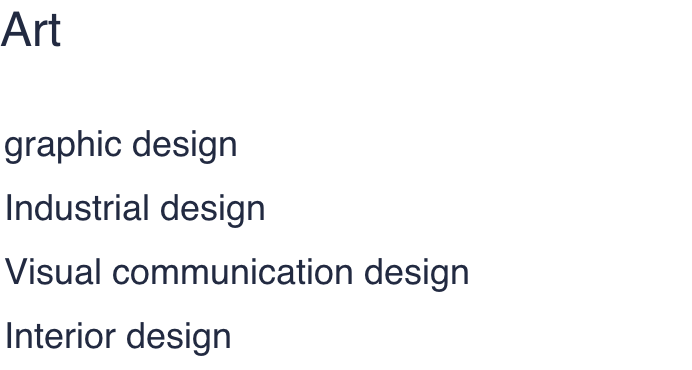 Art
graphic design
Industrial design
Visual communication design
Interior design